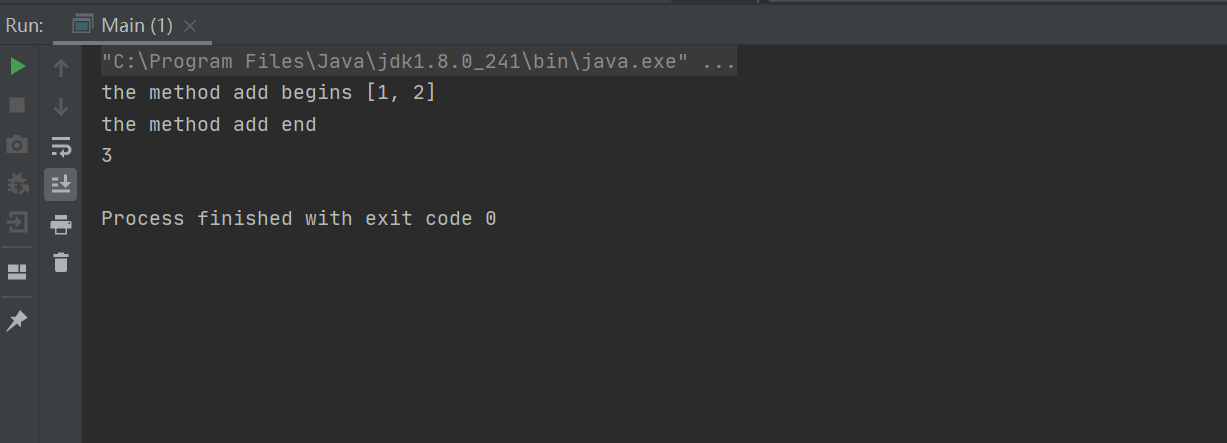 Run: Main (1)
"C:\Program Files\Java\jdk1.8.0_241\bin\java.exe" ...
the method add begins [1, 2]
the method add end
3
Process finished with exit code 0